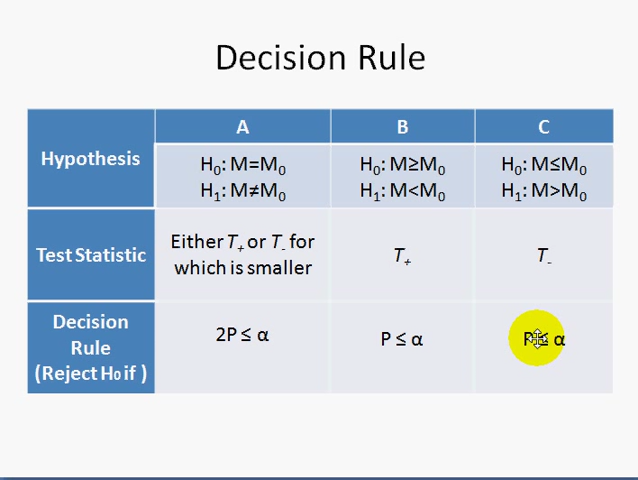 Decision Rule
A B C
Hypothesis
H₀: M=M₀ H₀: M≥M₀ H₀: M≤M₀
H₁: M≠M₀ H₁: M<M₀ H₁: M>M₀
Test Statistic
Either T₊ or T₋ for
which is smaller
T₊ T₋
Decision
Rule
(Reject H₀ if )
2P ≤ α P ≤ α P ≤ α